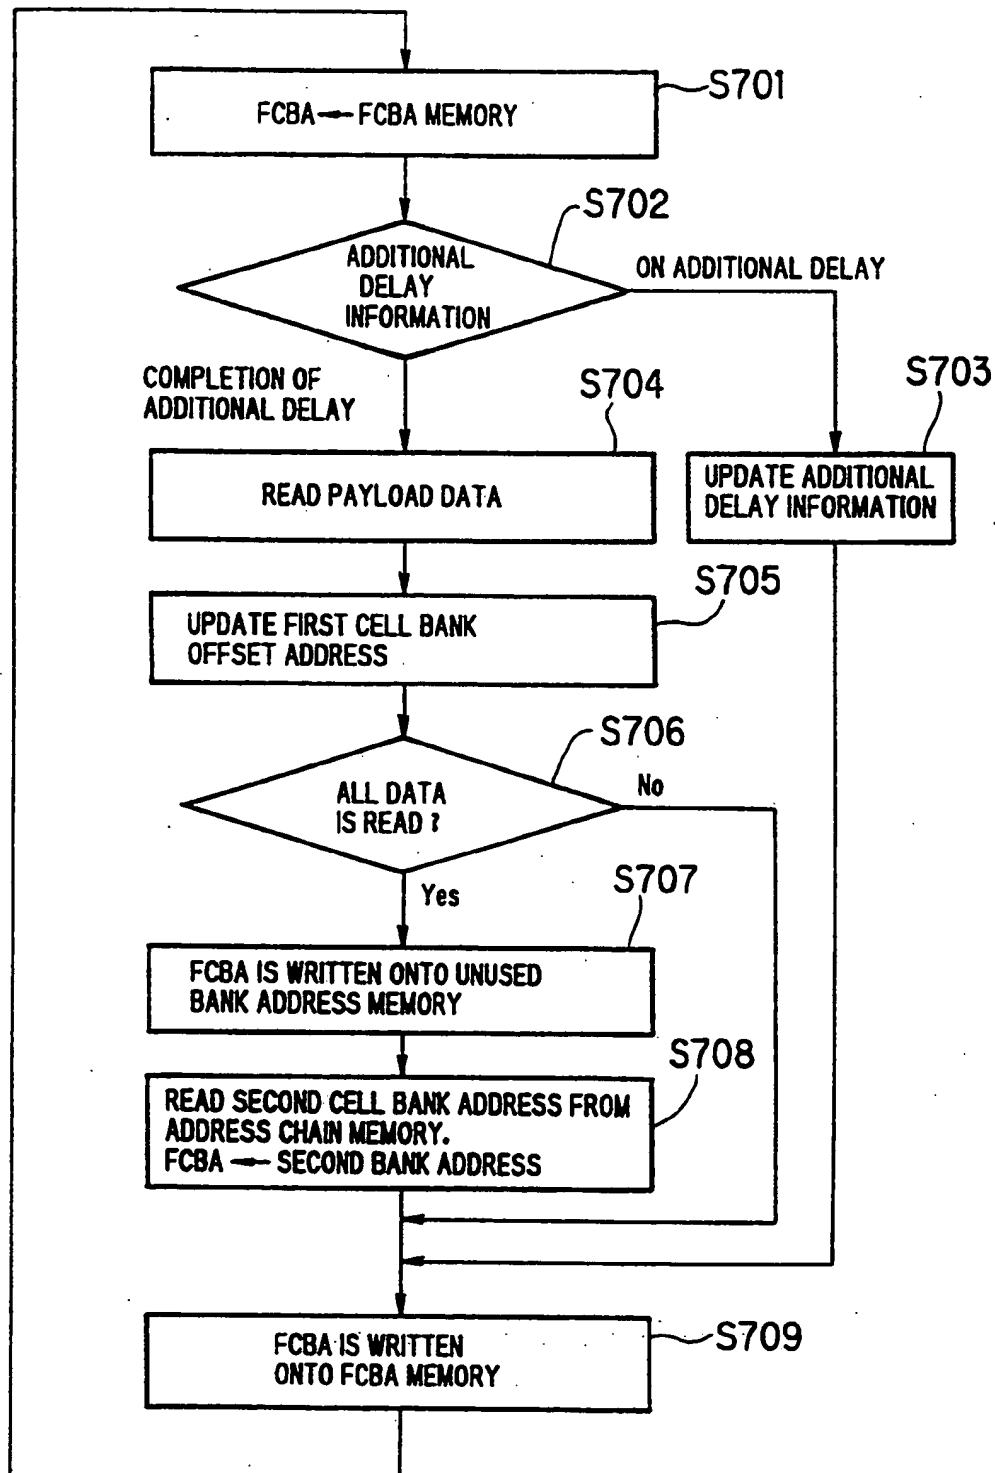 S701
FCBA ← FCBA MEMORY
S702
ADDITIONAL
DELAY
INFORMATION
ON ADDITIONAL DELAY
COMPLETION OF
ADDITIONAL DELAY
S704
S703
READ PAYLOAD DATA
UPDATE ADDITIONAL
DELAY INFORMATION
S705
UPDATE FIRST CELL BANK
OFFSET ADDRESS
S706
ALL DATA
IS READ ?
No
Yes
S707
FCBA IS WRITTEN ONTO UNUSED
BANK ADDRESS MEMORY
S708
READ SECOND CELL BANK ADDRESS FROM
ADDRESS CHAIN MEMORY.
FCBA ← SECOND BANK ADDRESS
S709
FCBA IS WRITTEN
ONTO FCBA MEMORY